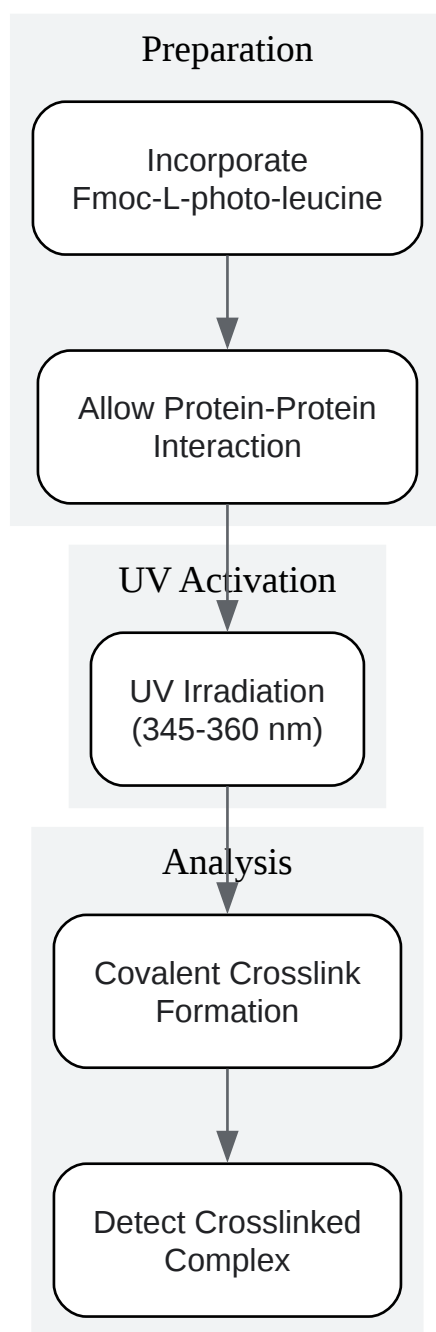 Preparation
Incorporate
Fmoc-L-photo-leucine
Allow Protein-Protein
Interaction
UV Activation
UV Irradiation
(345-360 nm)
Analysis
Covalent Crosslink
Formation
Detect Crosslinked
Complex